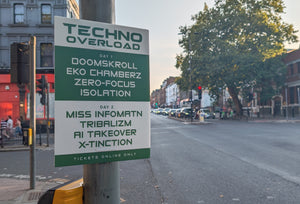 TECHNO
OVERLOAD
DAY 1
DOOMSKROLL
EKO CHAMBERZ
ZERO-FOCUS
ISOLATION
DAY 2
MISS INFOMATN
TRIBALIZM
AI TAKEOVER
X-TINCTION
TICKETS ONLINE ONLY